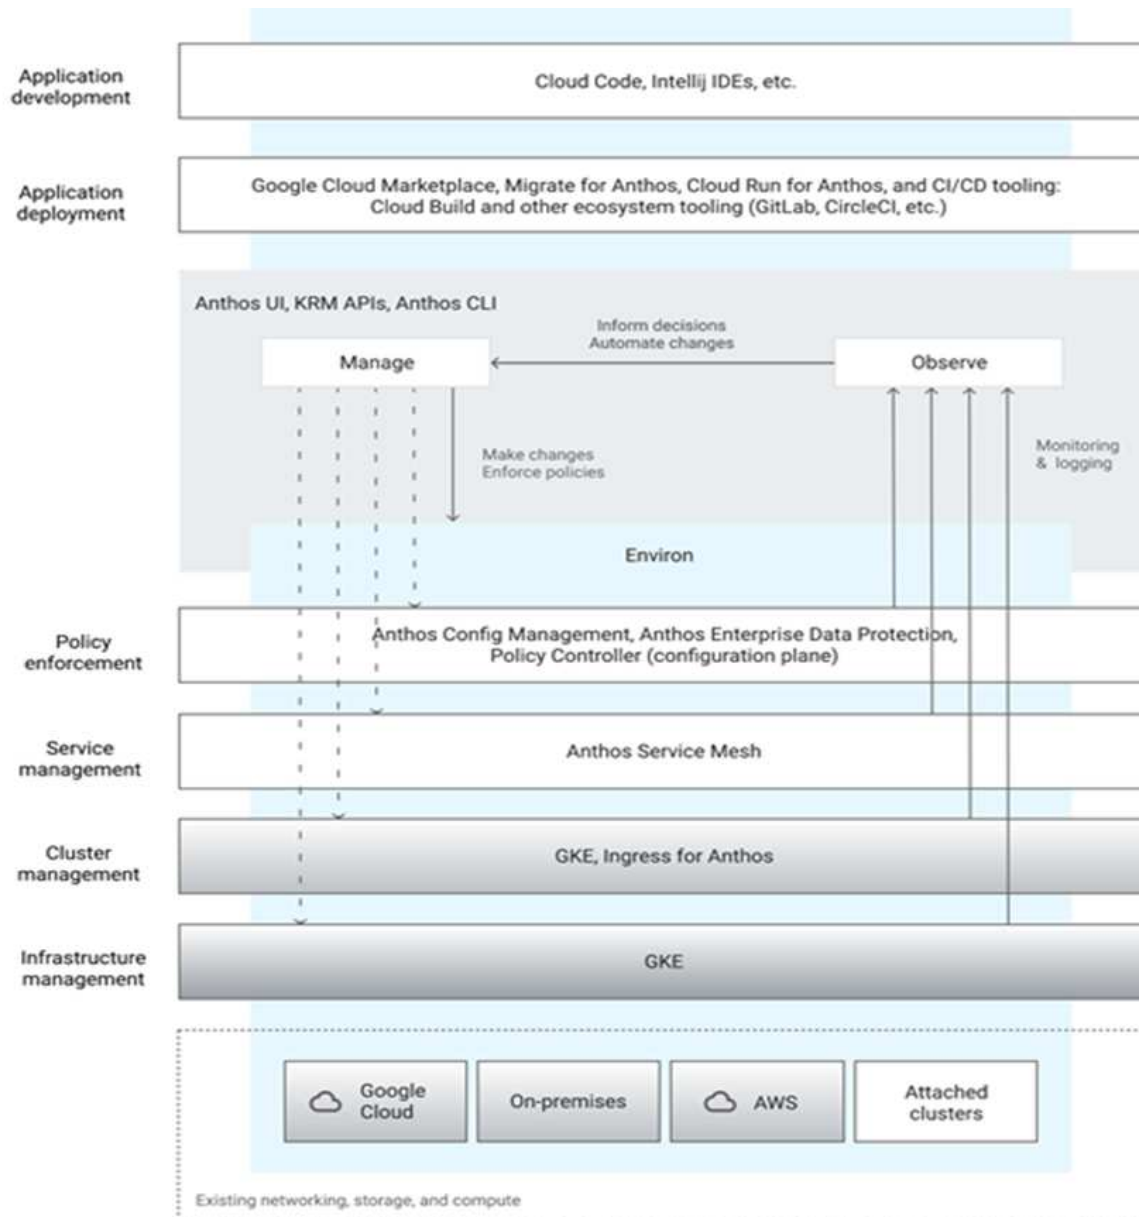 Application
development
Cloud Code, Intellij IDEs, etc.
Application
deployment
Google Cloud Marketplace, Migrate for Anthos, Cloud Run for Anthos, and CI/CD tooling:
Cloud Build and other ecosystem tooling (GitLab, CircleCI, etc.)
Anthos UI, KRM APIs, Anthos CLI
Inform decisions
Automate changes
Manage
Observe
Make changes
Enforce policies
Monitoring
& logging
Environ
Policy
enforcement
Anthos Config Management, Anthos Enterprise Data Protection,
Policy Controller (configuration plane)
Service
management
Anthos Service Mesh
Cluster
management
GKE, Ingress for Anthos
Infrastructure
management
GKE
Google
Cloud
On-premises
AWS
Attached
clusters
Existing networking, storage, and compute